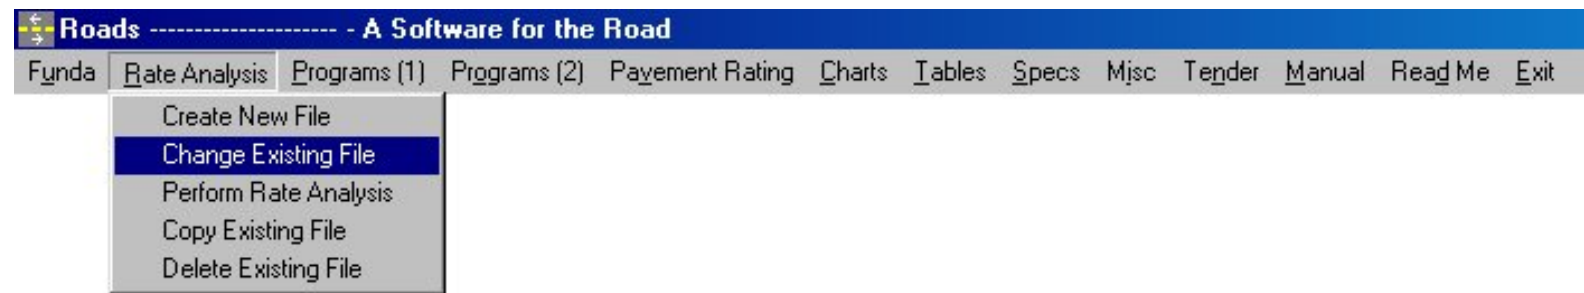 Roads --------------------- - A Software for the Road
Funda Rate Analysis Programs (1) Programs (2) Pavement Rating Charts Tables Specs Misc Tender Manual Read Me Exit
Create New File
Change Existing File
Perform Rate Analysis
Copy Existing File
Delete Existing File